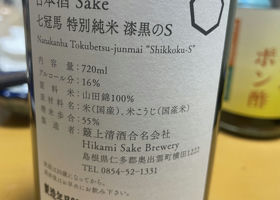 日本酒 Sake
七冠馬 特別純米 漆黒のS
Nanakanba Tokubetsu-junmai "Shikkoku-S"
内容量：720ml
アルコール分：16%
原料米：山田錦100%
原材料名：米(国産)、米こうじ(国産米)
精米歩合：55%
製造者：簸上清酒合名会社
Hikami Sake Brewery
島根県仁多郡奥出雲町横田1222
TEL 0854-52-1331
ポン酢